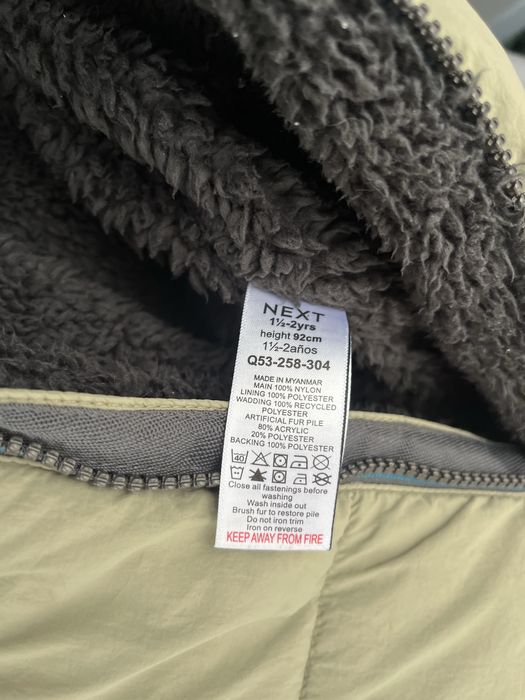 NEXT
1½-2yrs
height 92cm
1½-2años
Q53-258-304
MADE IN MYANMAR
MAIN 100% NYLON
LINING 100% POLYESTER
WADDING 100% RECYCLED
POLYESTER
ARTIFICIAL FUR PILE
80% ACRYLIC
20% POLYESTER
BACKING 100% POLYESTER
40
Close all fastenings before
washing
Wash inside out
Brush fur to restore pile
Do not iron trim
Iron on reverse
KEEP AWAY FROM FIRE